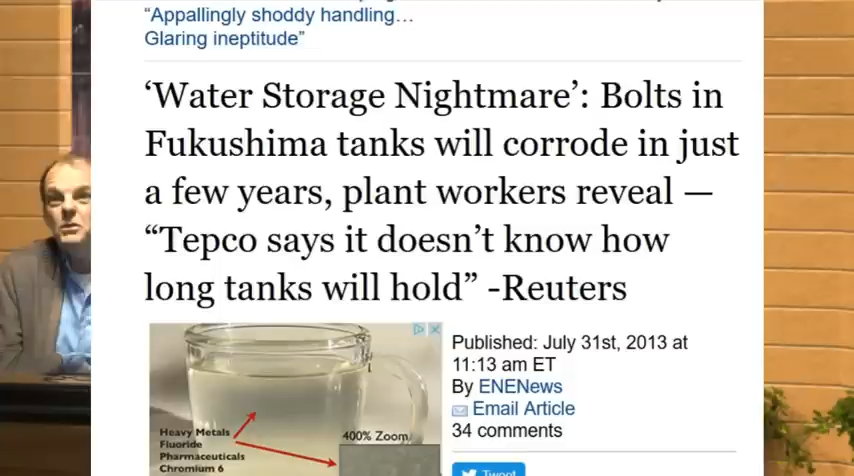 “Appallingly shoddy handling…
Glaring ineptitude”
‘Water Storage Nightmare’: Bolts in
Fukushima tanks will corrode in just
a few years, plant workers reveal —
“Tepco says it doesn’t know how
long tanks will hold” -Reuters
Published: July 31st, 2013 at
11:13 am ET
By ENENews
Email Article
34 comments
Tweet
Heavy Metals
Fluoride
Pharmaceuticals
Chromium 6
400% Zoom